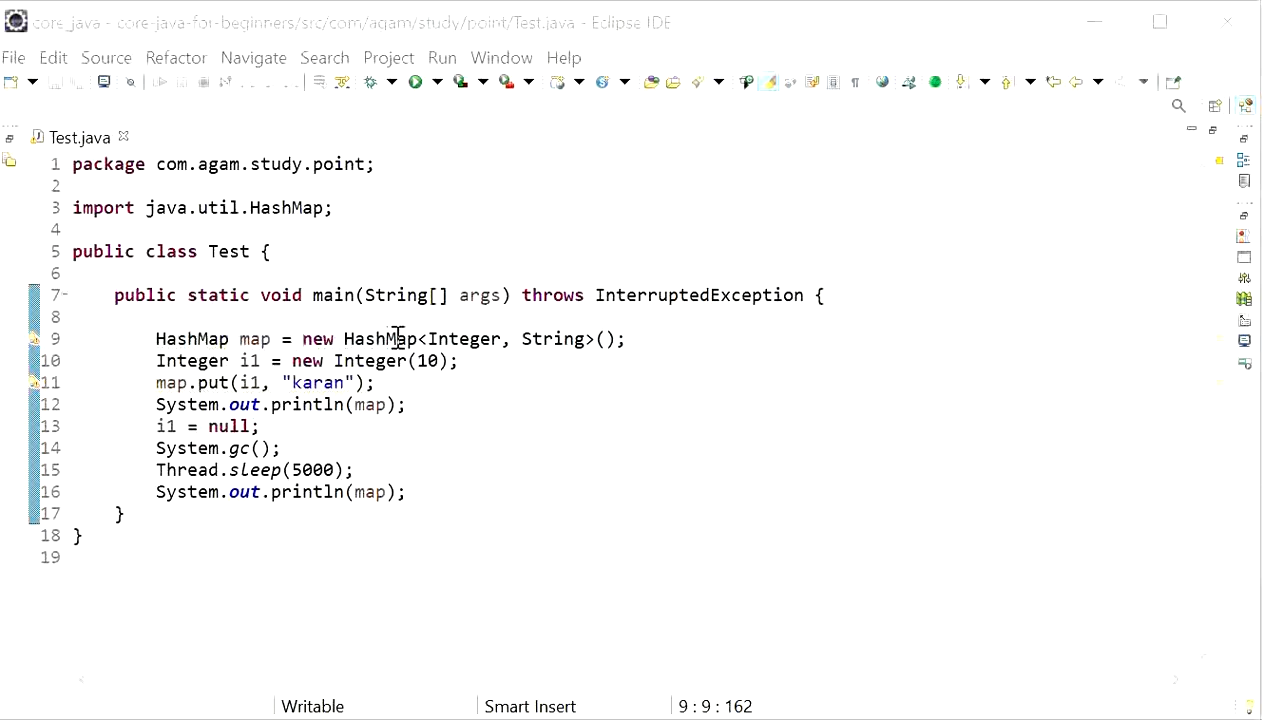 core_java - core-java-for-beginners/src/com/agam/study/point/Test.java - Eclipse IDE
File Edit Source Refactor Navigate Search Project Run Window Help
Test.java
1 package com.agam.study.point;
2
3 import java.util.HashMap;
4
5 public class Test {
6
7 public static void main(String[] args) throws InterruptedException {
8
9 HashMap map = new HashMap<Integer, String>();
10 Integer i1 = new Integer(10);
11 map.put(i1, "karan");
12 System.out.println(map);
13 i1 = null;
14 System.gc();
15 Thread.sleep(5000);
16 System.out.println(map);
17 }
18 }
19
Writable Smart Insert 9 : 9 : 162